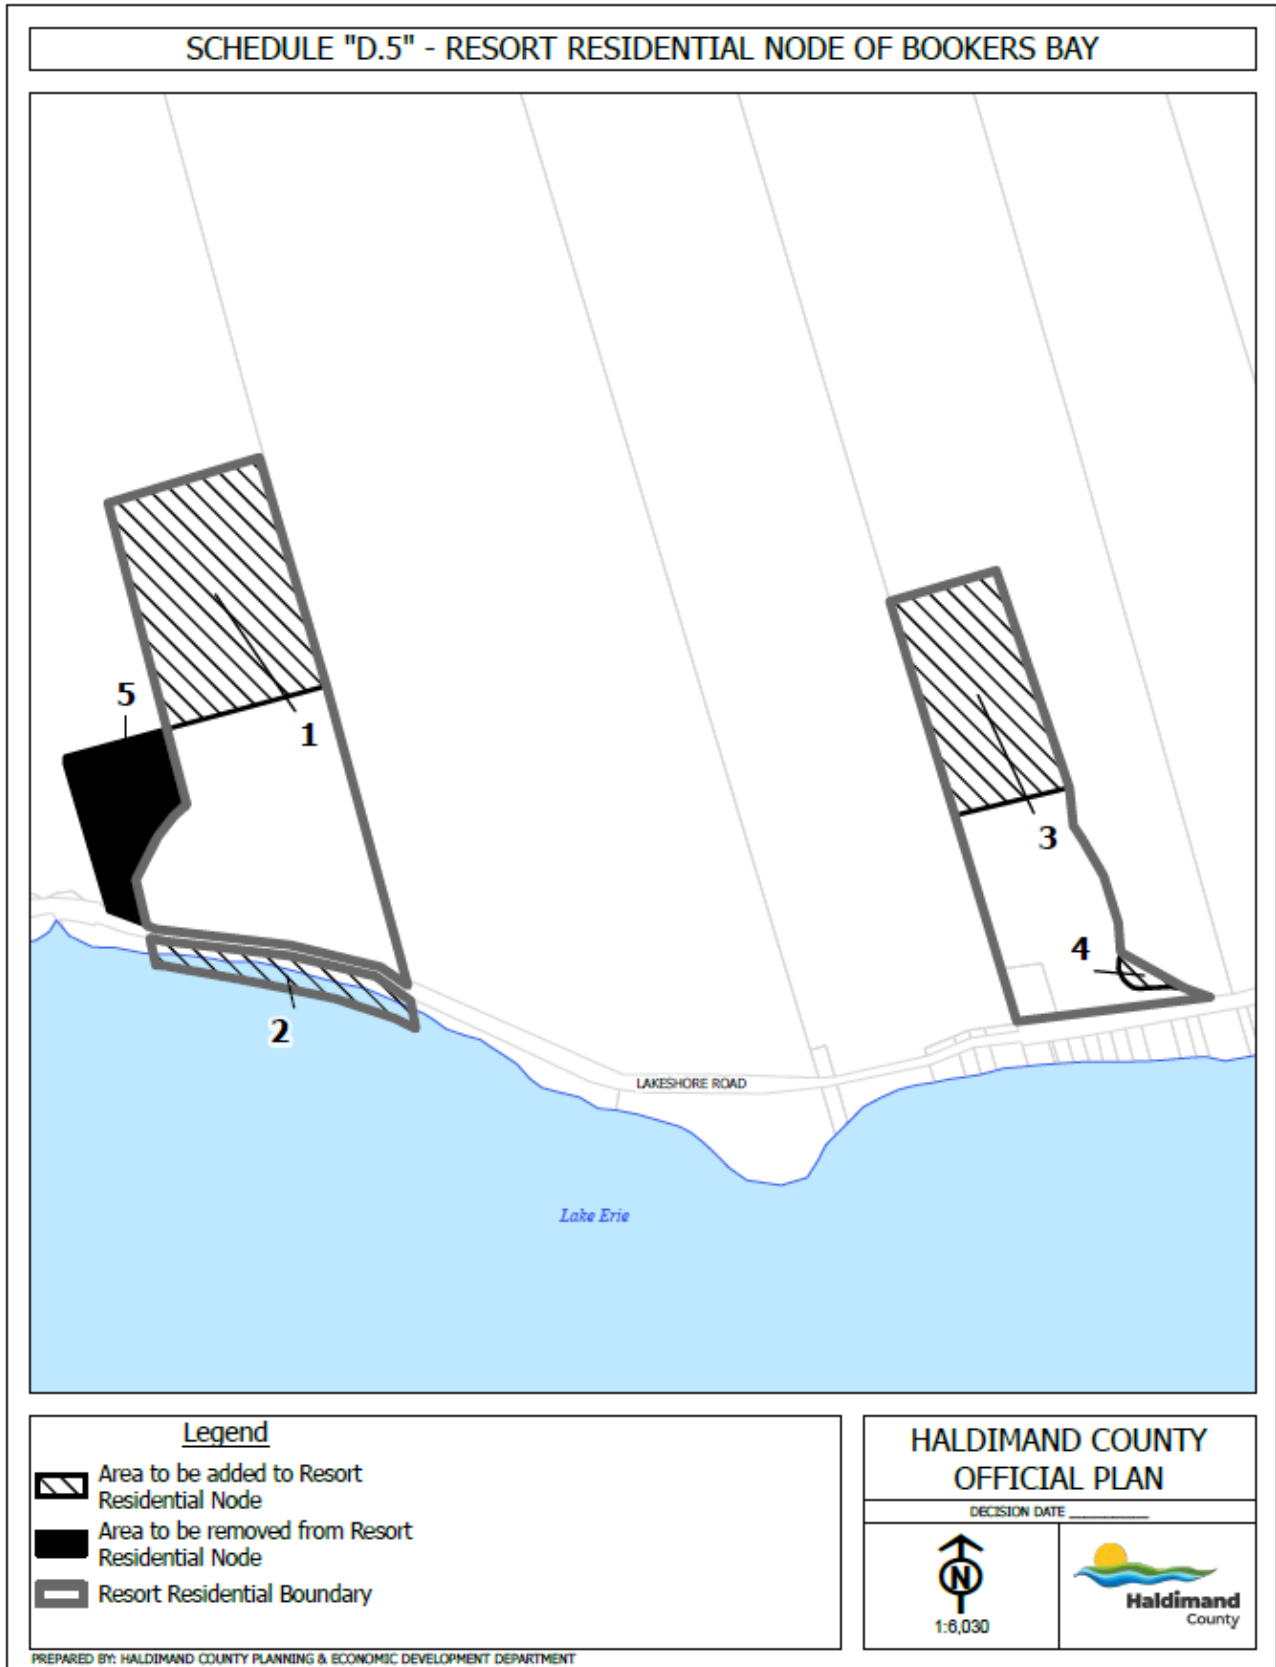 SCHEDULE "D.5" - RESORT RESIDENTIAL NODE OF BOOKERS BAY
5
1
3
4
2
LAKESHORE ROAD
Lake Erie
Legend
Area to be added to Resort
Residential Node
Area to be removed from Resort
Residential Node
Resort Residential Boundary
HALDIMAND COUNTY
OFFICIAL PLAN
DECISION DATE __________
N
1:6,030
Haldimand
County
PREPARED BY: HALDIMAND COUNTY PLANNING & ECONOMIC DEVELOPMENT DEPARTMENT